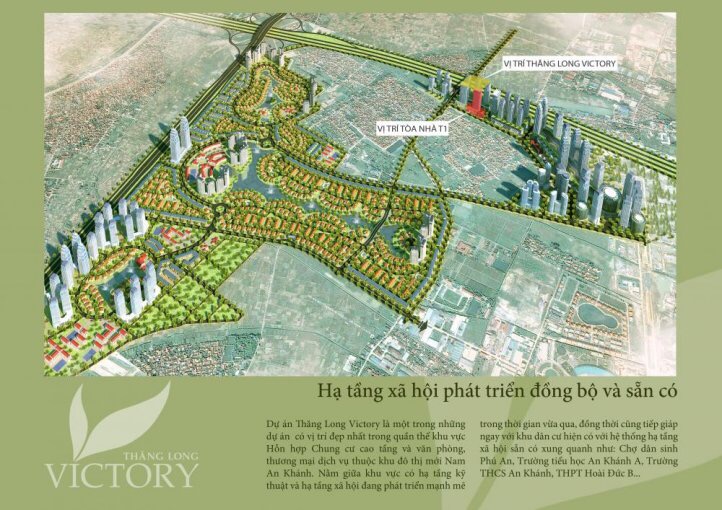 VỊ TRÍ THĂNG LONG VICTORY
VỊ TRÍ TÒA NHÀ T1
Hạ tầng xã hội phát triển đồng bộ và sẵn có
THĂNG LONG
VICTORY
Dự án Thăng Long Victory là một trong những
dự án có vị trí đẹp nhất trong quần thể khu vực
Hỗn hợp Chung cư cao tầng và văn phòng,
thương mại dịch vụ thuộc khu đô thị mới Nam
An Khánh. Nằm giữa khu vực có hạ tầng kỹ
thuật và hạ tầng xã hội đang phát triển mạnh mẽ
trong thời gian vừa qua, đồng thời cũng tiếp giáp
ngay với khu dân cư hiện có với hệ thống hạ tầng
xã hội sẵn có xung quanh như: Chợ dân sinh
Phú An, Trường tiểu học An Khánh A, Trường
THCS An Khánh, THPT Hoài Đức B...